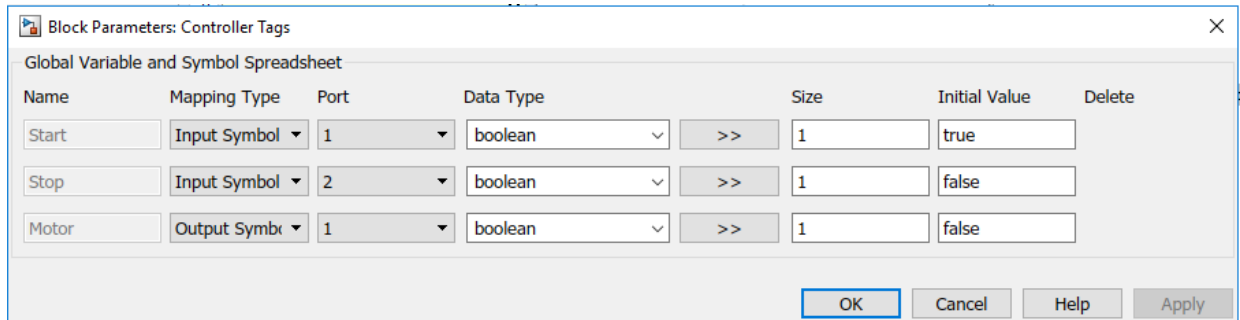 Block Parameters: Controller Tags
Global Variable and Symbol Spreadsheet
Name Mapping Type Port Data Type Size Initial Value Delete
Start Input Symbol 1 boolean >> 1 true
Stop Input Symbol 2 boolean >> 1 false
Motor Output Symbo 1 boolean >> 1 false
OK Cancel Help Apply